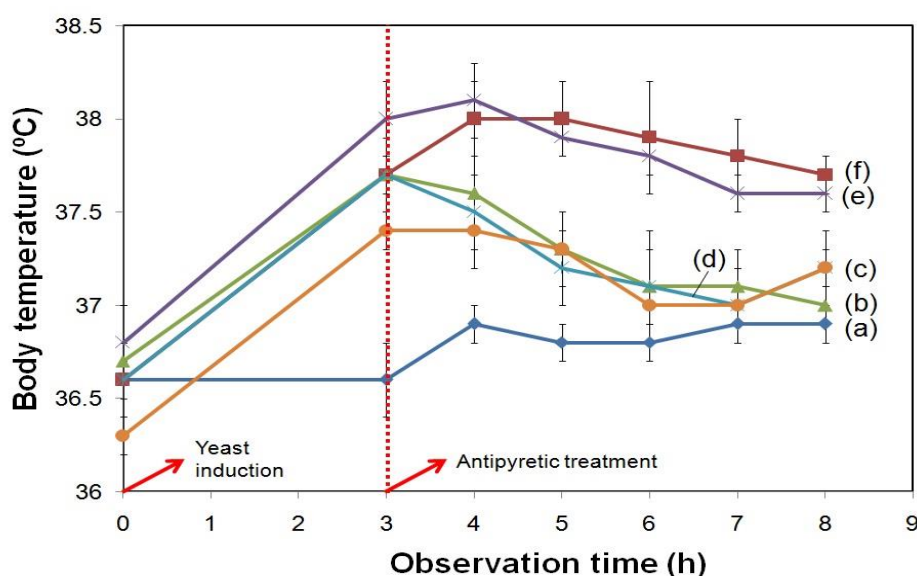 38.5
38
37.5
37
36.5
36
Body temperature (ºC)
(f)
(e)
(d)
(c)
(b)
(a)
Yeast
induction
Antipyretic treatment
0 1 2 3 4 5 6 7 8 9
Observation time (h)